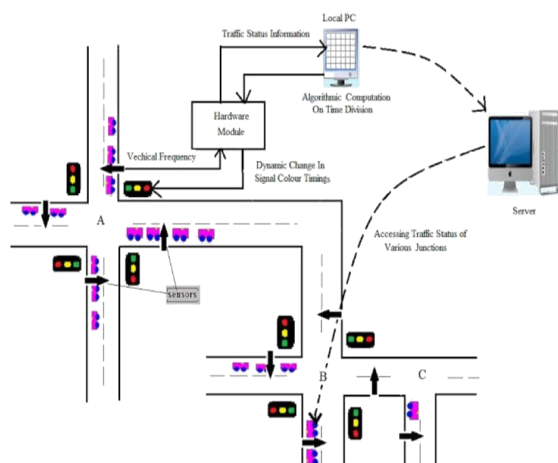 Local PC
Traffic Status Information
Algorithmic Computation
On Time Division
Hardware
Module
Vechical Frequency
Dynamic Change In
Signal Colour Timings
Server
A
Accessing Traffic Status of
Various Junctions
sensors
B
C